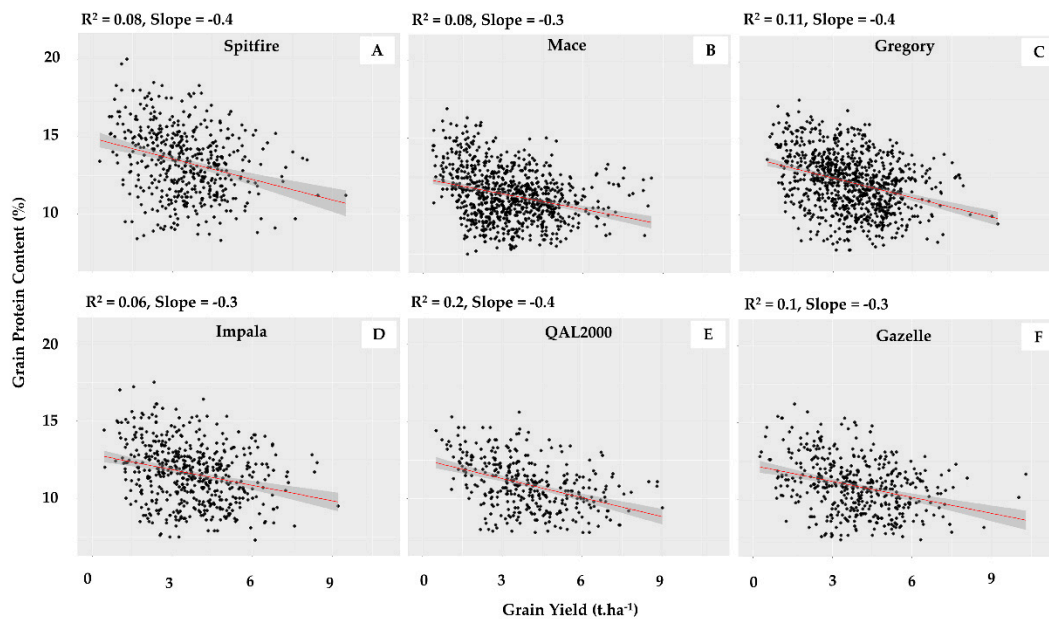 R² = 0.08, Slope = -0.4
R² = 0.08, Slope = -0.3
R² = 0.11, Slope = -0.4
Spitfire
A
Mace
B
Gregory
C
20
15
10
R² = 0.06, Slope = -0.3
R² = 0.2, Slope = -0.4
R² = 0.1, Slope = -0.3
Impala
D
QAL2000
E
Gazelle
F
20
15
10
Grain Protein Content (%)
0 3 6 9
0 3 6 9
0 3 6 9
Grain Yield (t.ha⁻¹)